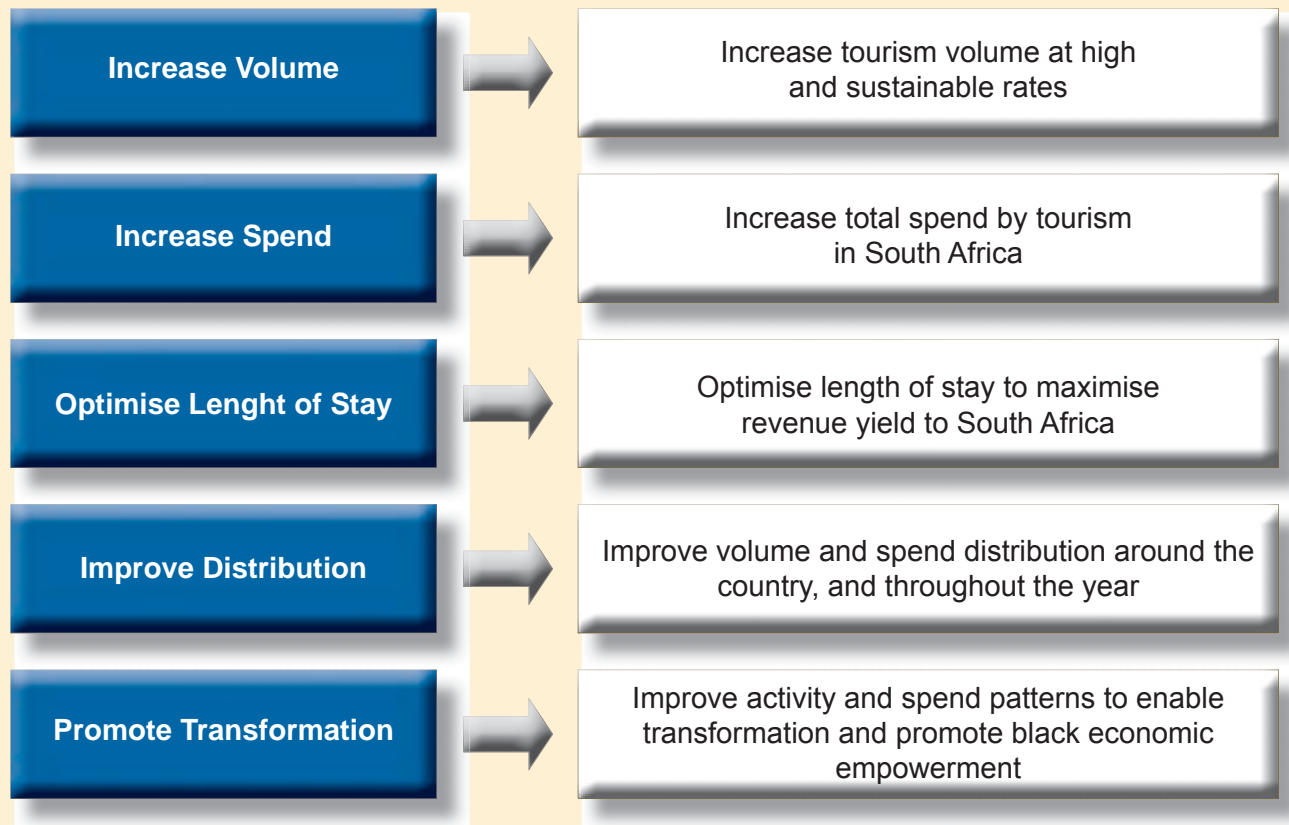 Increase Volume
Increase tourism volume at high
and sustainable rates
Increase Spend
Increase total spend by tourism
in South Africa
Optimise Lenght of Stay
Optimise length of stay to maximise
revenue yield to South Africa
Improve Distribution
Improve volume and spend distribution around the
country, and throughout the year
Promote Transformation
Improve activity and spend patterns to enable
transformation and promote black economic
empowerment